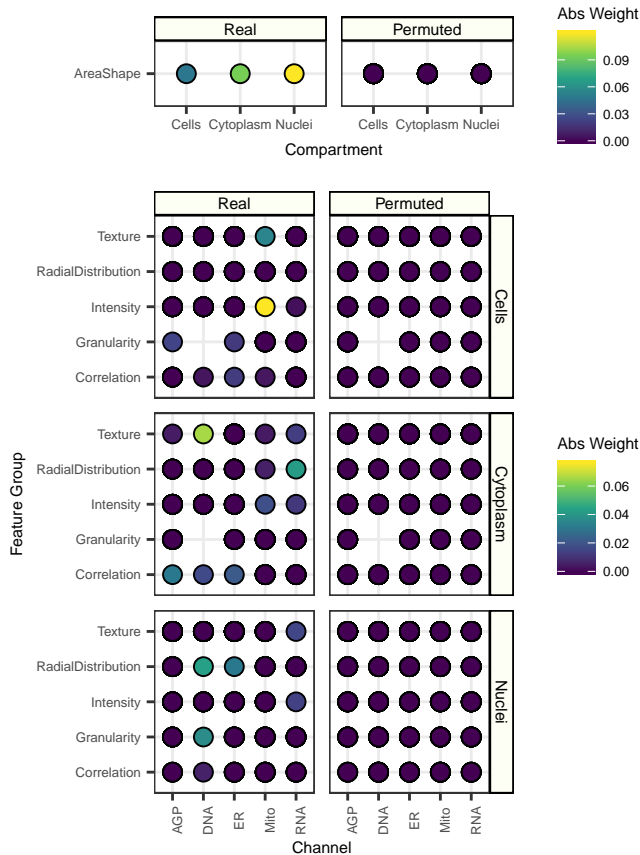 Abs Weight
Real Permuted
0.09
AreaShape
0.06
0.03
0.00
Cells Cytoplasm Nuclei Cells Cytoplasm Nuclei
Compartment
Real Permuted
Texture
RadialDistribution
Intensity
Granularity
Correlation
Cells
Texture
RadialDistribution
Intensity
Granularity
Correlation
Cytoplasm
Abs Weight
0.06
0.04
0.02
0.00
Feature Group
Texture
RadialDistribution
Intensity
Granularity
Correlation
Nuclei
AGP DNA ER Mito RNA AGP DNA ER Mito RNA
Channel